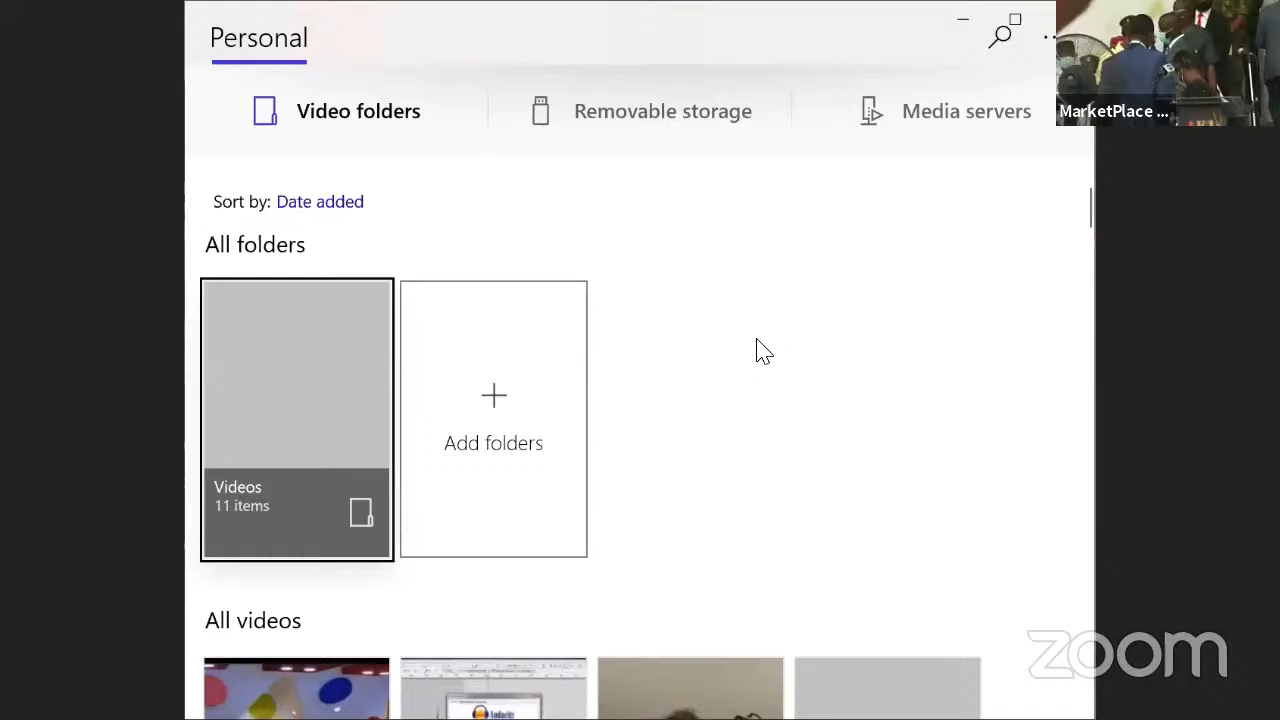 Personal
Video folders
Removable storage
Media servers
MarketPlace ...
Sort by: Date added
All folders
Add folders
Videos
11 items
All videos
Audacity
zoom